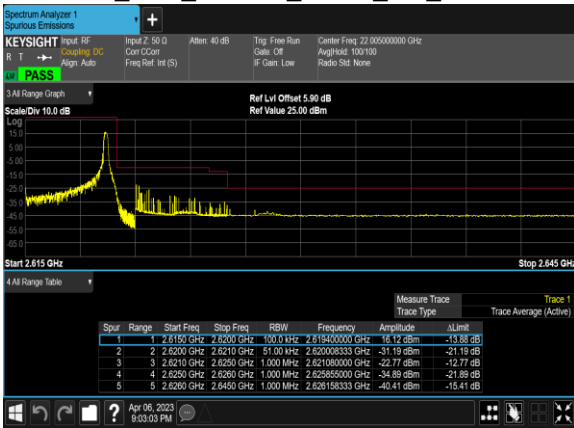 Spectrum Analyzer 1
Spurious Emissions
+
KEYSIGHT Input: RF Input Z: 50 Ω Atten: 40 dB Trig: Free Run Center Freq: 22.005000000 GHz
R T Coupling: DC Corr CCorr Gate: Off Avg|Hold: 100/100
Align: Auto Freq Ref: Int (S) IF Gain: Low Radio Std: None
PASS
3 All Range Graph
Ref Lvl Offset 5.90 dB
Scale/Div 10.0 dB Ref Value 25.00 dBm
Log
15.0
5.00
-5.00
-15.0
-25.0
-35.0
-45.0
-55.0
-65.0
Start 2.615 GHz Stop 2.645 GHz
4 All Range Table
Measure Trace Trace 1
Trace Type Trace Average (Active)
Spur Range Start Freq Stop Freq RBW Frequency Amplitude ΔLimit
1 1 2.6150 GHz 2.6200 GHz 100.0 kHz 2.619400000 GHz 16.12 dBm -13.88 dB
2 2 2.6200 GHz 2.6210 GHz 51.00 kHz 2.620008333 GHz -31.19 dBm -21.19 dB
3 3 2.6210 GHz 2.6250 GHz 1.000 MHz 2.621080000 GHz -22.77 dBm -12.77 dB
4 4 2.6250 GHz 2.6260 GHz 1.000 MHz 2.625855000 GHz -34.89 dBm -21.89 dB
5 5 2.6260 GHz 2.6450 GHz 1.000 MHz 2.626158333 GHz -40.41 dBm -15.41 dB
? Apr 06, 2023
9:03:03 PM